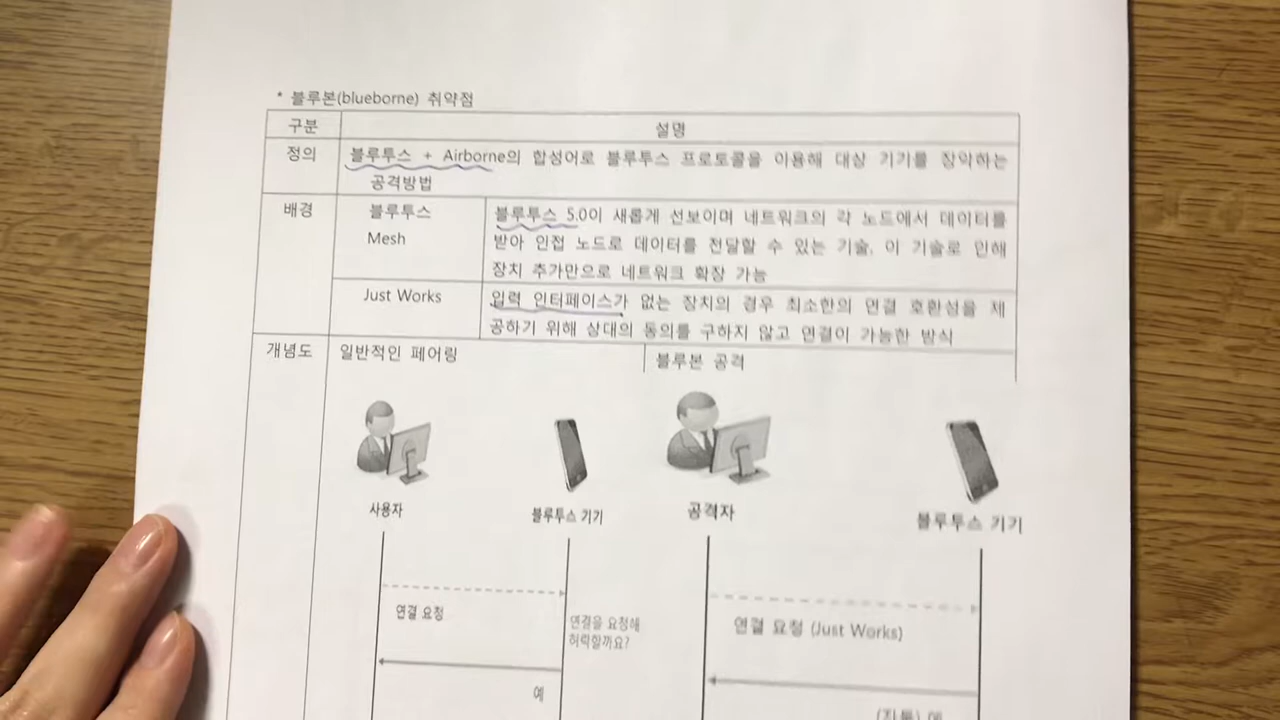 * 블루본(blueborne) 취약점
구분 설명
정의 블루투스 + Airborne의 합성어로 블루투스 프로토콜을 이용해 대상 기기를 장악하는
공격방법
배경 블루투스 Mesh
블루투스 5.0이 새롭게 선보이며 네트워크의 각 노드에서 데이터를
받아 인접 노드로 데이터를 전달할 수 있는 기술, 이 기술로 인해
장치 추가만으로 네트워크 확장 가능
Just Works
입력 인터페이스가 없는 장치의 경우 최소한의 연결 호환성을 제
공하기 위해 상대의 동의를 구하지 않고 연결이 가능한 방식
개념도 일반적인 페어링 블루본 공격
사용자 블루투스 기기 공격자 블루투스 기기
연결 요청
연결을 요청해
허락할까요?
예
연결 요청 (Just Works)